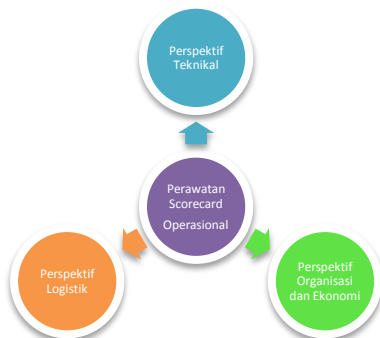 Perspektif
Teknikal
Perawatan
Scorecard
Operasional
Perspektif
Logistik
Perspektif
Organisasi
dan Ekonomi